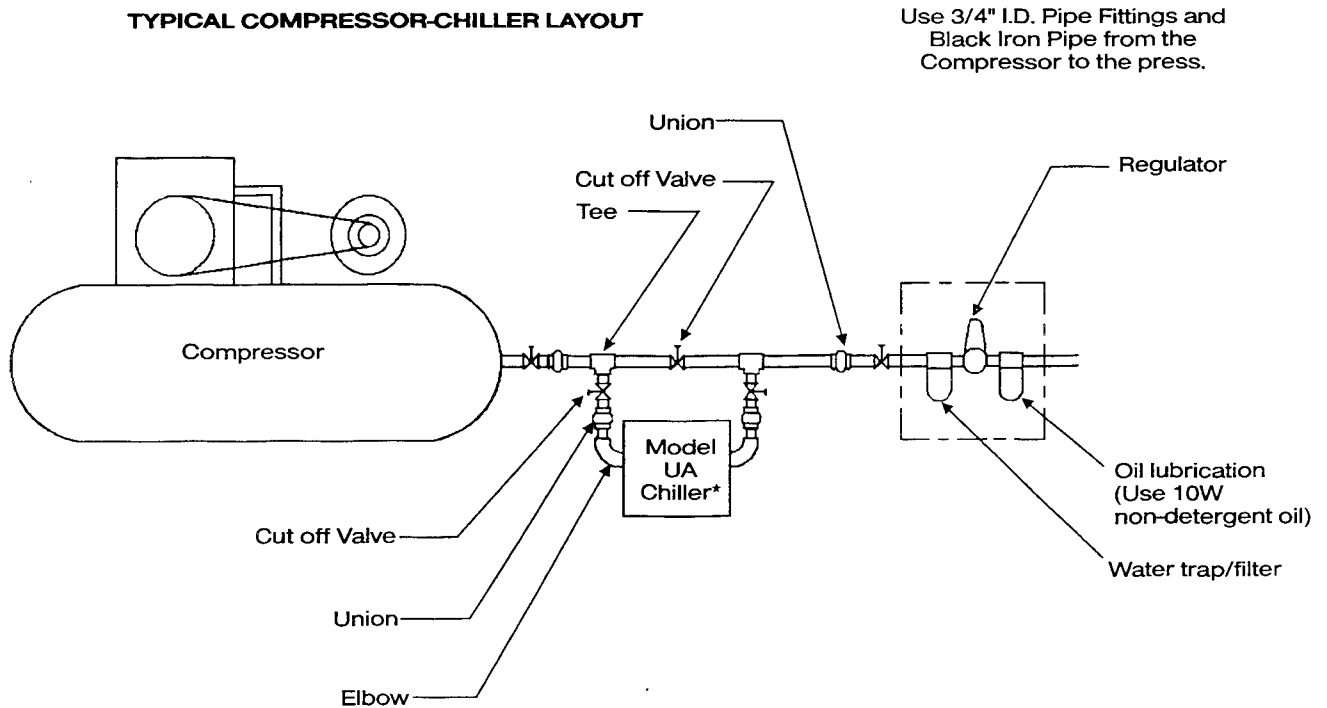 TYPICAL COMPRESSOR-CHILLER LAYOUT
Use 3/4" I.D. Pipe Fittings and
Black Iron Pipe from the
Compressor to the press.
Union
Cut off Valve
Tee
Regulator
Compressor
Model
UA
Chiller*
Oil lubrication
(Use 10W
non-detergent oil)
Cut off Valve
Water trap/filter
Union
Elbow